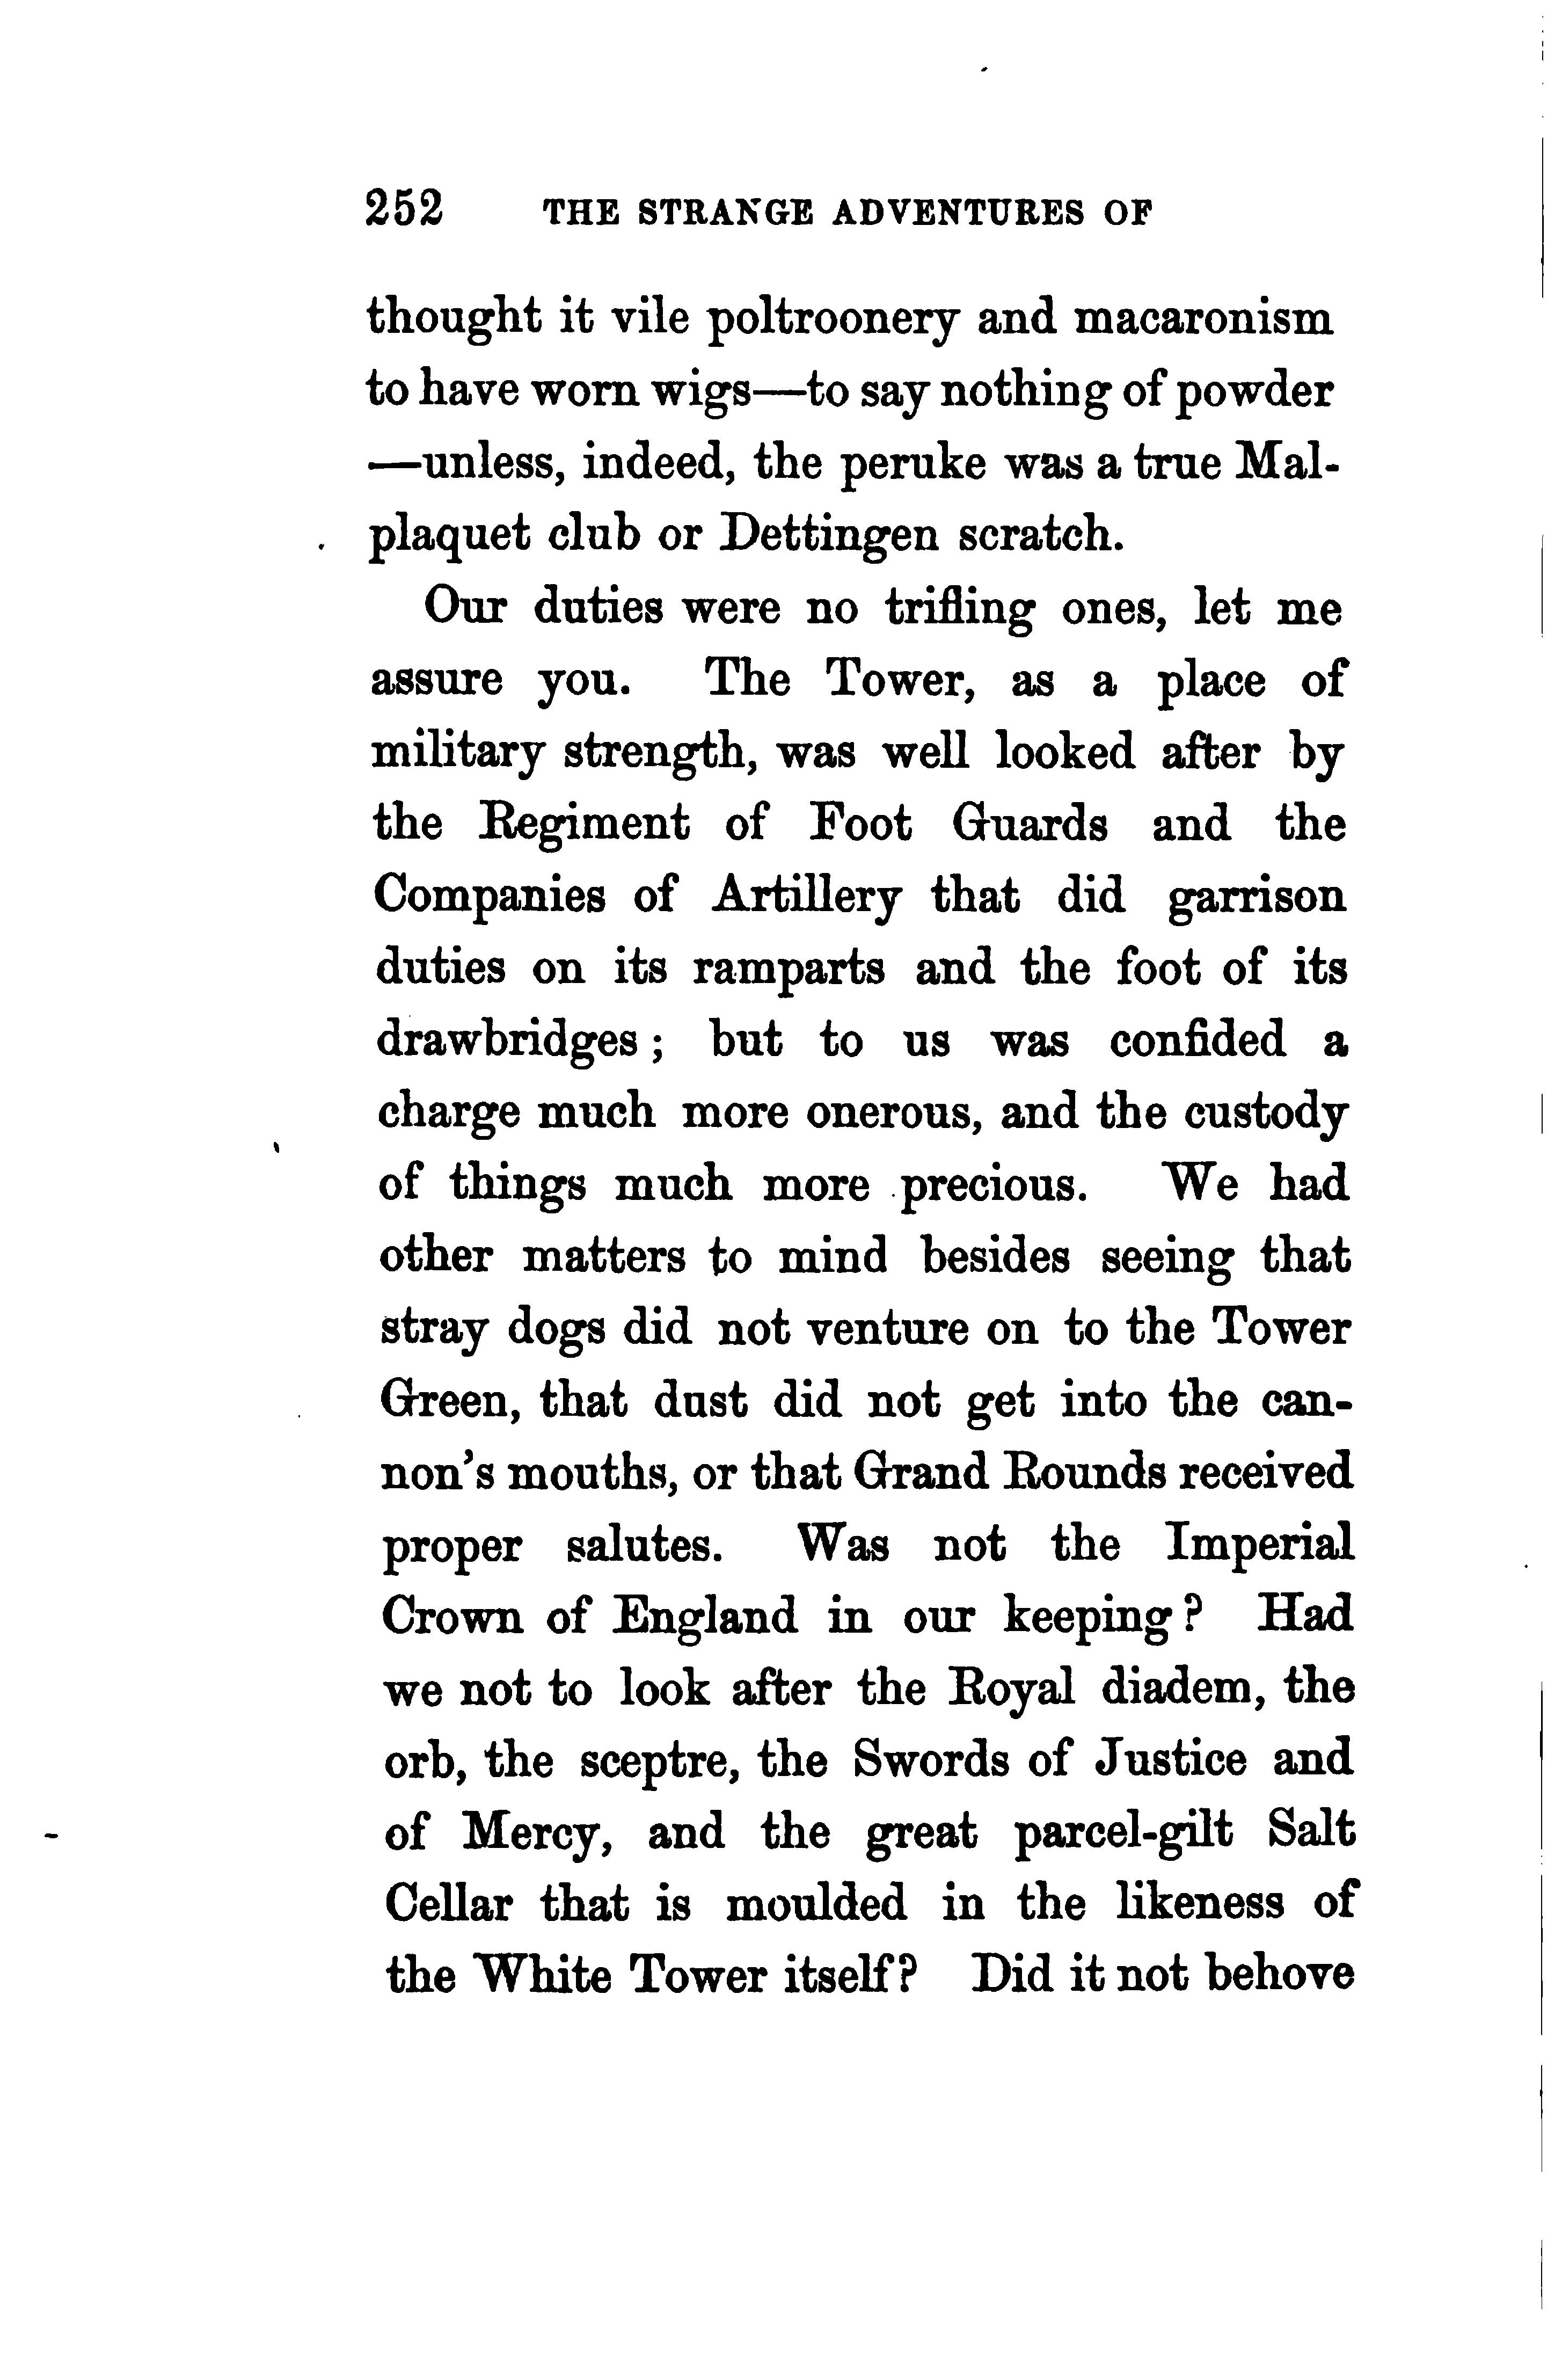 252 THE STRANGE ADVENTURES OF
thought it vile poltroonery and macaronism
to have worn wigs—to say nothing of powder
—unless, indeed, the peruke was a true Mal-
plaquet club or Dettingen scratch.
Our duties were no trifling ones, let me
assure you. The Tower, as a place of
military strength, was well looked after by
the Regiment of Foot Guards and the
Companies of Artillery that did garrison
duties on its ramparts and the foot of its
drawbridges; but to us was confided a
charge much more onerous, and the custody
of things much more precious. We had
other matters to mind besides seeing that
stray dogs did not venture on to the Tower
Green, that dust did not get into the can-
non's mouths, or that Grand Rounds received
proper salutes. Was not the Imperial
Crown of England in our keeping? Had
we not to look after the Royal diadem, the
orb, the sceptre, the Swords of Justice and
of Mercy, and the great parcel-gilt Salt
Cellar that is moulded in the likeness of
the White Tower itself? Did it not behove